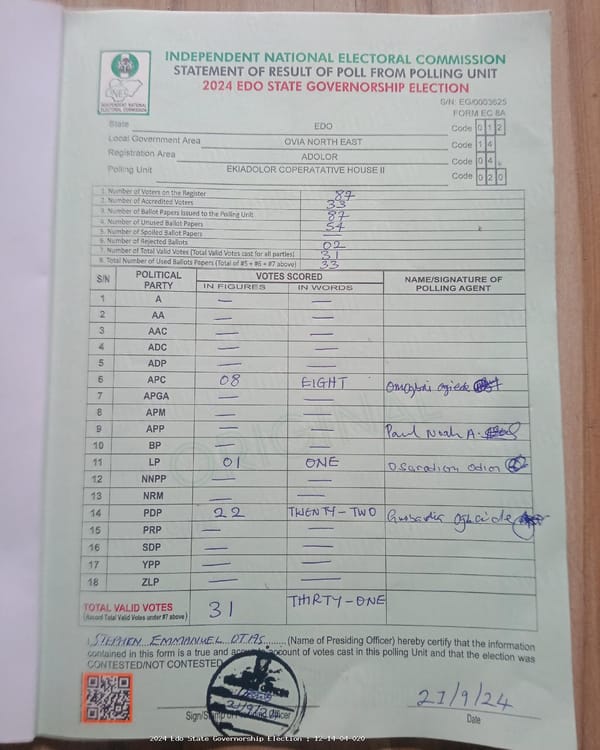 INDEPENDENT NATIONAL ELECTORAL COMMISSION
STATEMENT OF RESULT OF POLL FROM POLLING UNIT
2024 EDO STATE GOVERNORSHIP ELECTION
INDEPENDENT NATIONAL
ELECTORAL COMMISSION
S/N: EG/0003625
FORM EC 8A
State EDO Code 0 1 2
Local Government Area OVIA NORTH EAST Code 1 4
Registration Area ADOLOR Code 0 4
Polling Unit EKIADOLOR COPERATATIVE HOUSE II Code 0 2 0
1. Number of Voters on the Register 87
2. Number of Accredited Voters 33
3. Number of Ballot Papers Issued to the Polling Unit 87
4. Number of Unused Ballot Papers 54
5. Number of Spoiled Ballot Papers —
6. Number of Rejected Ballots 02
7. Number of Total Valid Votes (Total Valid Votes cast for all parties) 31
8. Total Number of Used Ballots Papers (Total of #5 + #6 + #7 above) 33
S/N POLITICAL PARTY VOTES SCORED NAME/SIGNATURE OF POLLING AGENT
IN FIGURES IN WORDS
1 A — —
2 AA — —
3 AAC — —
4 ADC — —
5 ADP — —
6 APC 08 EIGHT
7 APGA — —
8 APM — —
9 APP — — Paul Noah A.
10 BP — —
11 LP 01 ONE
12 NNPP — —
13 NRM — —
14 PDP 22 TWENTY-TWO
15 PRP — —
16 SDP — —
17 YPP — —
18 ZLP — —
ORIGINAL
TOTAL VALID VOTES 31 THIRTY-ONE
(Record Total Valid Votes under #7 above)
I, STEPHEN EMMANUEL OTAS (Name of Presiding Officer) hereby certify that the information
contained in this form is a true and accurate account of votes cast in this polling Unit and that the election was
CONTESTED/NOT CONTESTED
21/9/24
Sign/Stamp of Officer Date
2024 Edo State Governorship Election : 12-14-04-020